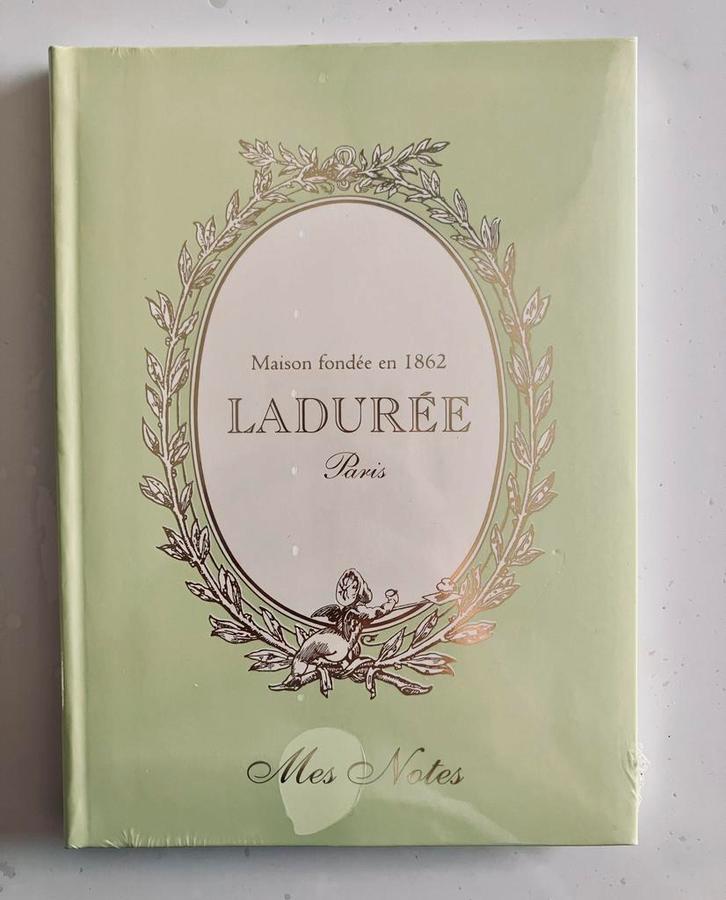 Maison fondée en 1862
LADURÉE
Paris
Mes Notes